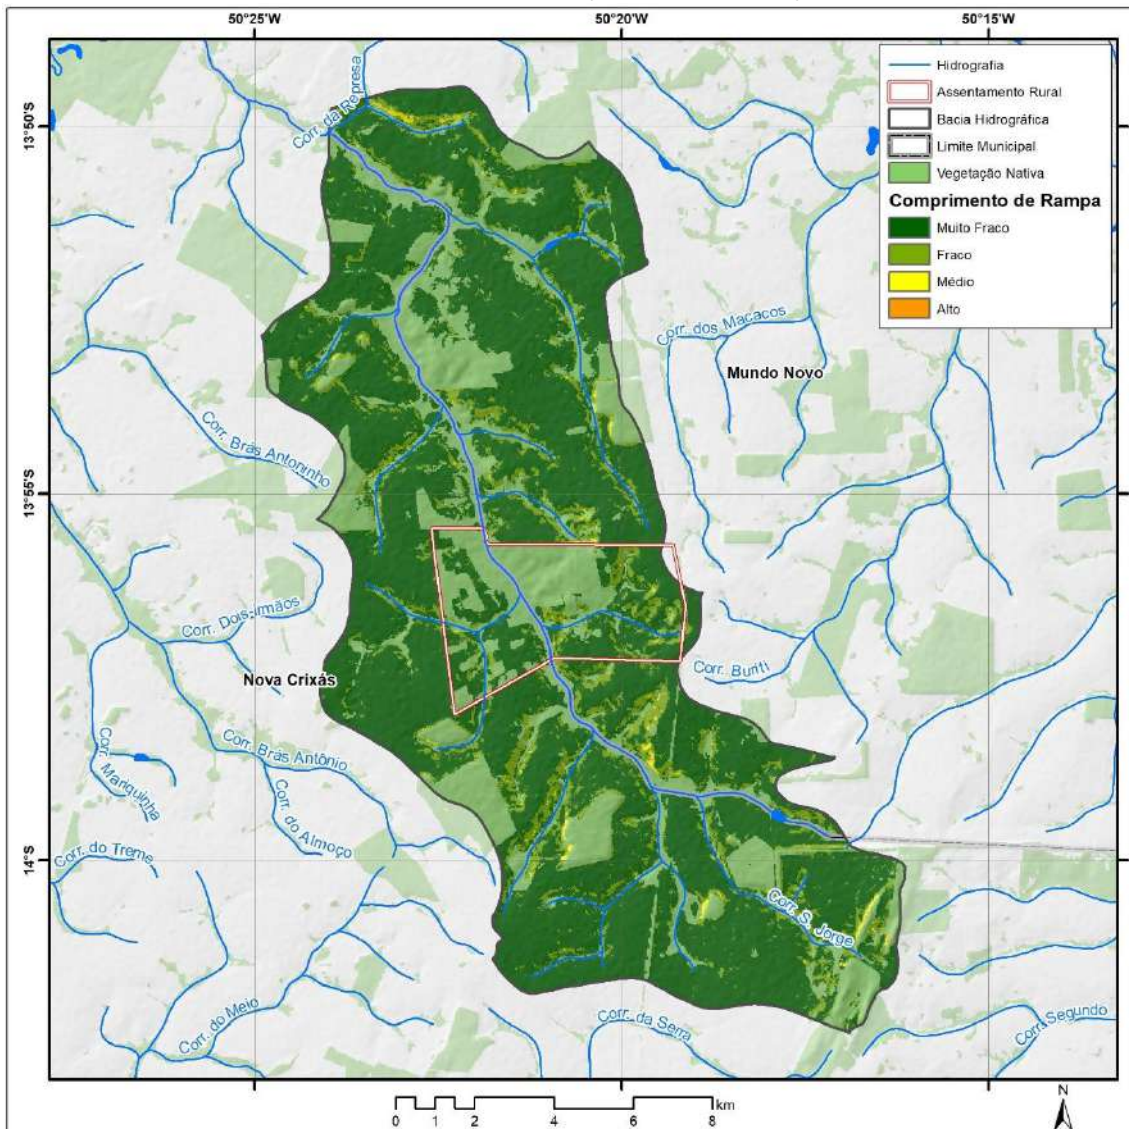 50°25'W
50°20'W
50°15'W
13°50'S
13°55'S
14°S
Hidrografia
Assentamento Rural
Bacia Hidrográfica
Limite Municipal
Vegetação Nativa
Comprimento de Rampa
Muito Fraco
Fraco
Médio
Alto
Corr. da Represa
Corr. dos Macacos
Mundo Novo
Corr. Brás Antoninho
Corr. Dois-irmãos
Corr. Buriti
Nova Crixás
Corr. Brás Antônio
Corr. Mariquinha
Corr. do Almoço
Corr. do Treme
Corr. S. Jorge
Corr. do Meio
Corr. da Serra
Corr. Segundo
0 1 2 4 6 8 km
N